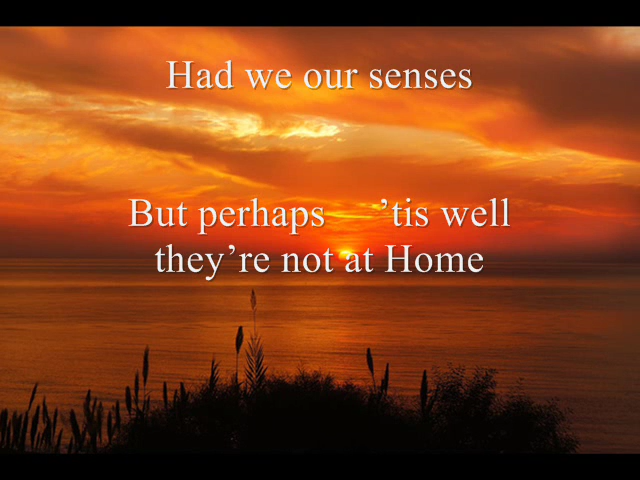 Had we our senses
But perhaps ’tis well
they’re not at Home